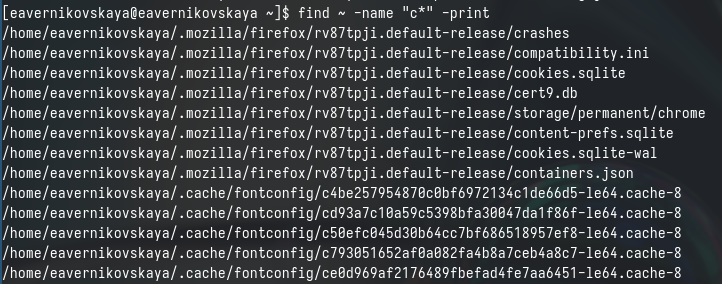 [eavernikovskaya@eavernikovskaya ~]$ find ~ -name "c*" -print
/home/eavernikovskaya/.mozilla/firefox/rv87tpji.default-release/crashes
/home/eavernikovskaya/.mozilla/firefox/rv87tpji.default-release/compatibility.ini
/home/eavernikovskaya/.mozilla/firefox/rv87tpji.default-release/cookies.sqlite
/home/eavernikovskaya/.mozilla/firefox/rv87tpji.default-release/cert9.db
/home/eavernikovskaya/.mozilla/firefox/rv87tpji.default-release/storage/permanent/chrome
/home/eavernikovskaya/.mozilla/firefox/rv87tpji.default-release/content-prefs.sqlite
/home/eavernikovskaya/.mozilla/firefox/rv87tpji.default-release/cookies.sqlite-wal
/home/eavernikovskaya/.mozilla/firefox/rv87tpji.default-release/containers.json
/home/eavernikovskaya/.cache/fontconfig/c4be257954870c0bf6972134c1de66d5-le64.cache-8
/home/eavernikovskaya/.cache/fontconfig/cd93a7c10a59c5398bfa30047da1f86f-le64.cache-8
/home/eavernikovskaya/.cache/fontconfig/c50efc045d30b64cc7bf686518957ef8-le64.cache-8
/home/eavernikovskaya/.cache/fontconfig/c793051652af0a082fa4b8a7ceb4a8c7-le64.cache-8
/home/eavernikovskaya/.cache/fontconfig/ce0d969af2176489fbefad4fe7aa6451-le64.cache-8